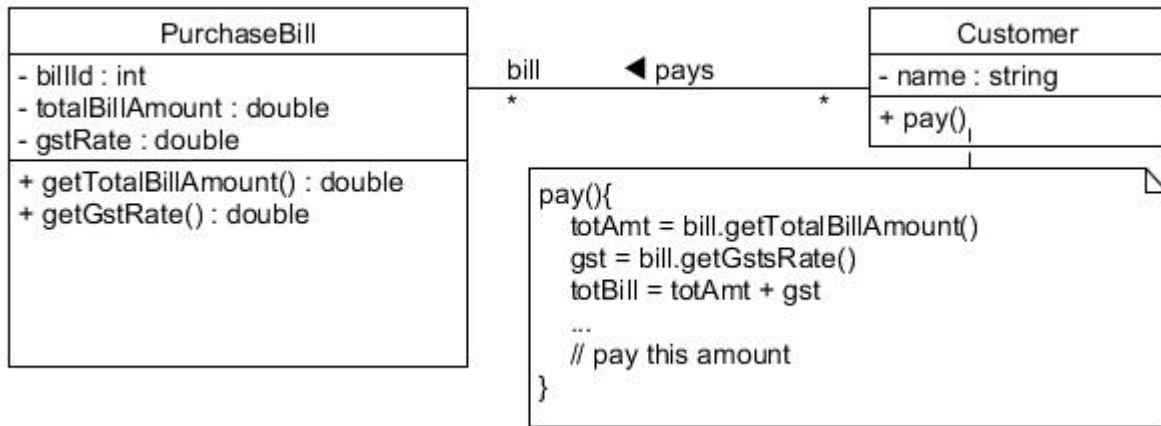 PurchaseBill
- billId : int
- totalBillAmount : double
- gstRate : double
+ getTotalBillAmount() : double
+ getGstRate() : double
bill ◀ pays
* *
Customer
- name : string
+ pay()
pay(){
totAmt = bill.getTotalBillAmount()
gst = bill.getGstsRate()
totBill = totAmt + gst
...
// pay this amount
}